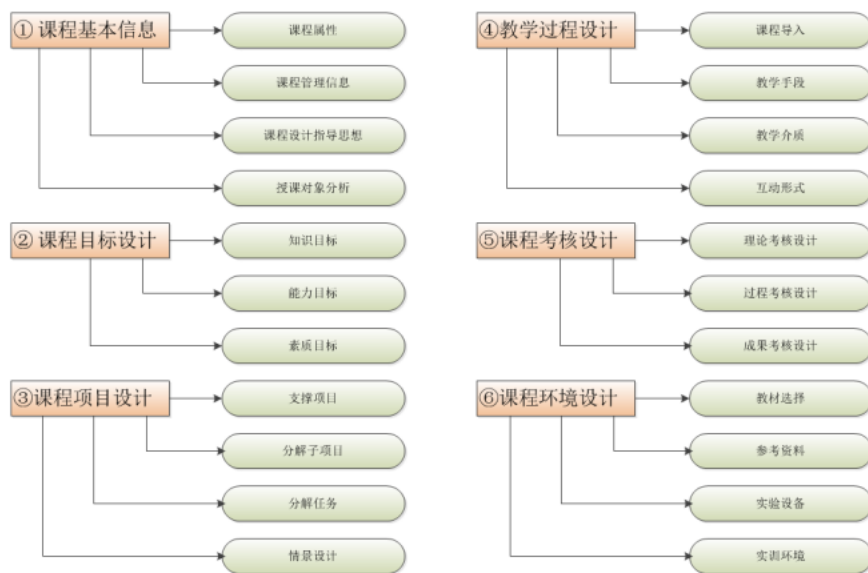 ① 课程基本信息
课程属性
课程管理信息
课程设计指导思想
授课对象分析
② 课程目标设计
知识目标
能力目标
素质目标
③课程项目设计
支撑项目
分解子项目
分解任务
情景设计
④教学过程设计
课程导入
教学手段
教学介质
互动形式
⑤课程考核设计
理论考核设计
过程考核设计
成果考核设计
⑥课程环境设计
教材选择
参考资料
实验设备
实训环境